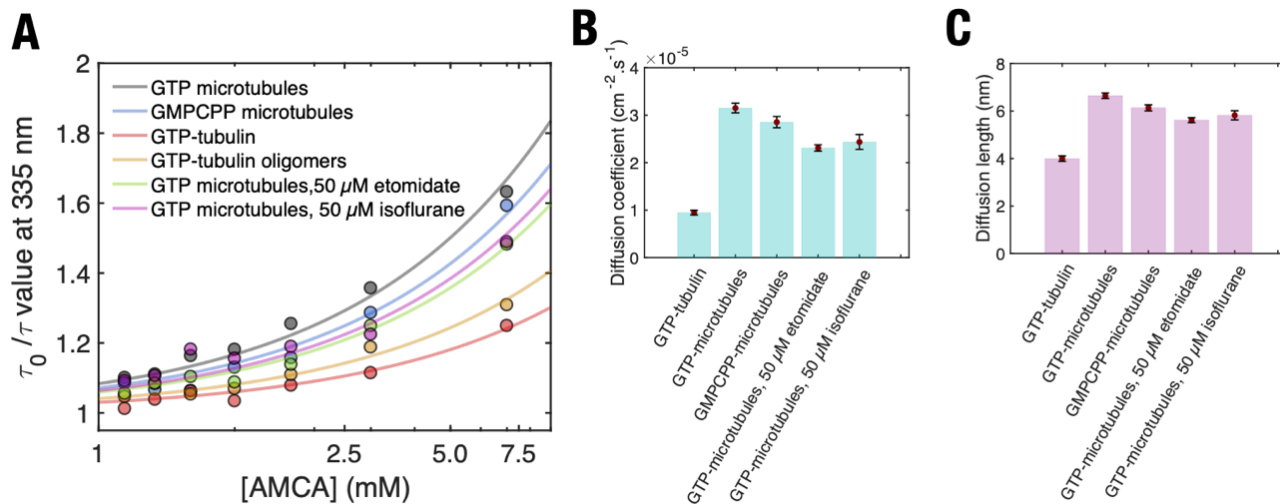 A
τ0 /τ value at 335 nm
2
1.8
1.6
1.4
1.2
1
GTP microtubules
GMPCPP microtubules
GTP-tubulin
GTP-tubulin oligomers
GTP microtubules,50 µM etomidate
GTP microtubules, 50 µM isoflurane
1
2.5
5.0
7.5
[AMCA] (mM)
B
Diffusion coefficient (cm-2 s-1)
×10-5
4
3
2
1
0
GTP-tubulin
GTP-microtubules
GMPCPP-microtubules
GTP-microtubules, 50 µM etomidate
GTP-microtubules, 50 µM isoflurane
C
Diffusion length (nm)
8
6
4
2
0
GTP-tubulin
GTP-microtubules
GMPCPP-microtubules
GTP-microtubules, 50 µM etomidate
GTP-microtubules, 50 µM isoflurane